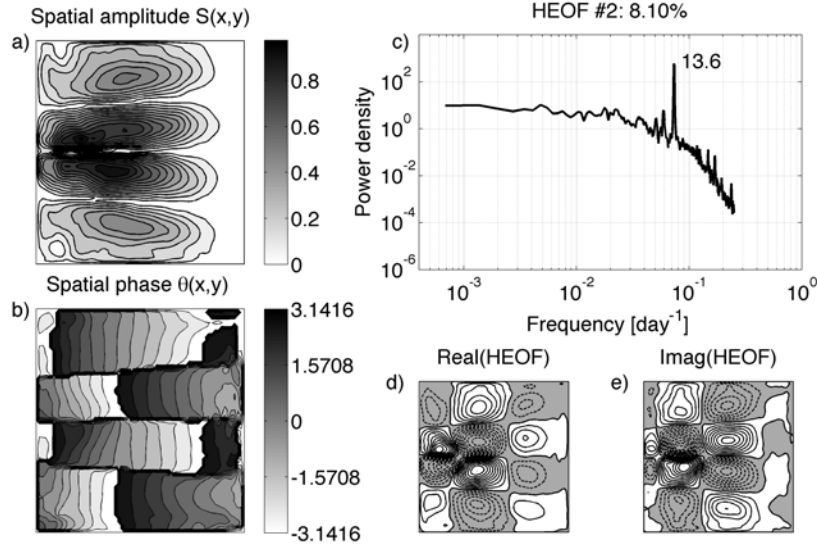 Spatial amplitude S(x,y)
a)
0.8
0.6
0.4
0.2
0
Spatial phase θ(x,y)
b)
3.1416
1.5708
0
-1.5708
-3.1416
HEOF #2: 8.10%
c)
13.6
Power density
10^2
10^0
10^-2
10^-4
10^-6
10^-3
10^-2
10^-1
10^0
Frequency [day^-1]
Real(HEOF)
d)
Imag(HEOF)
e)